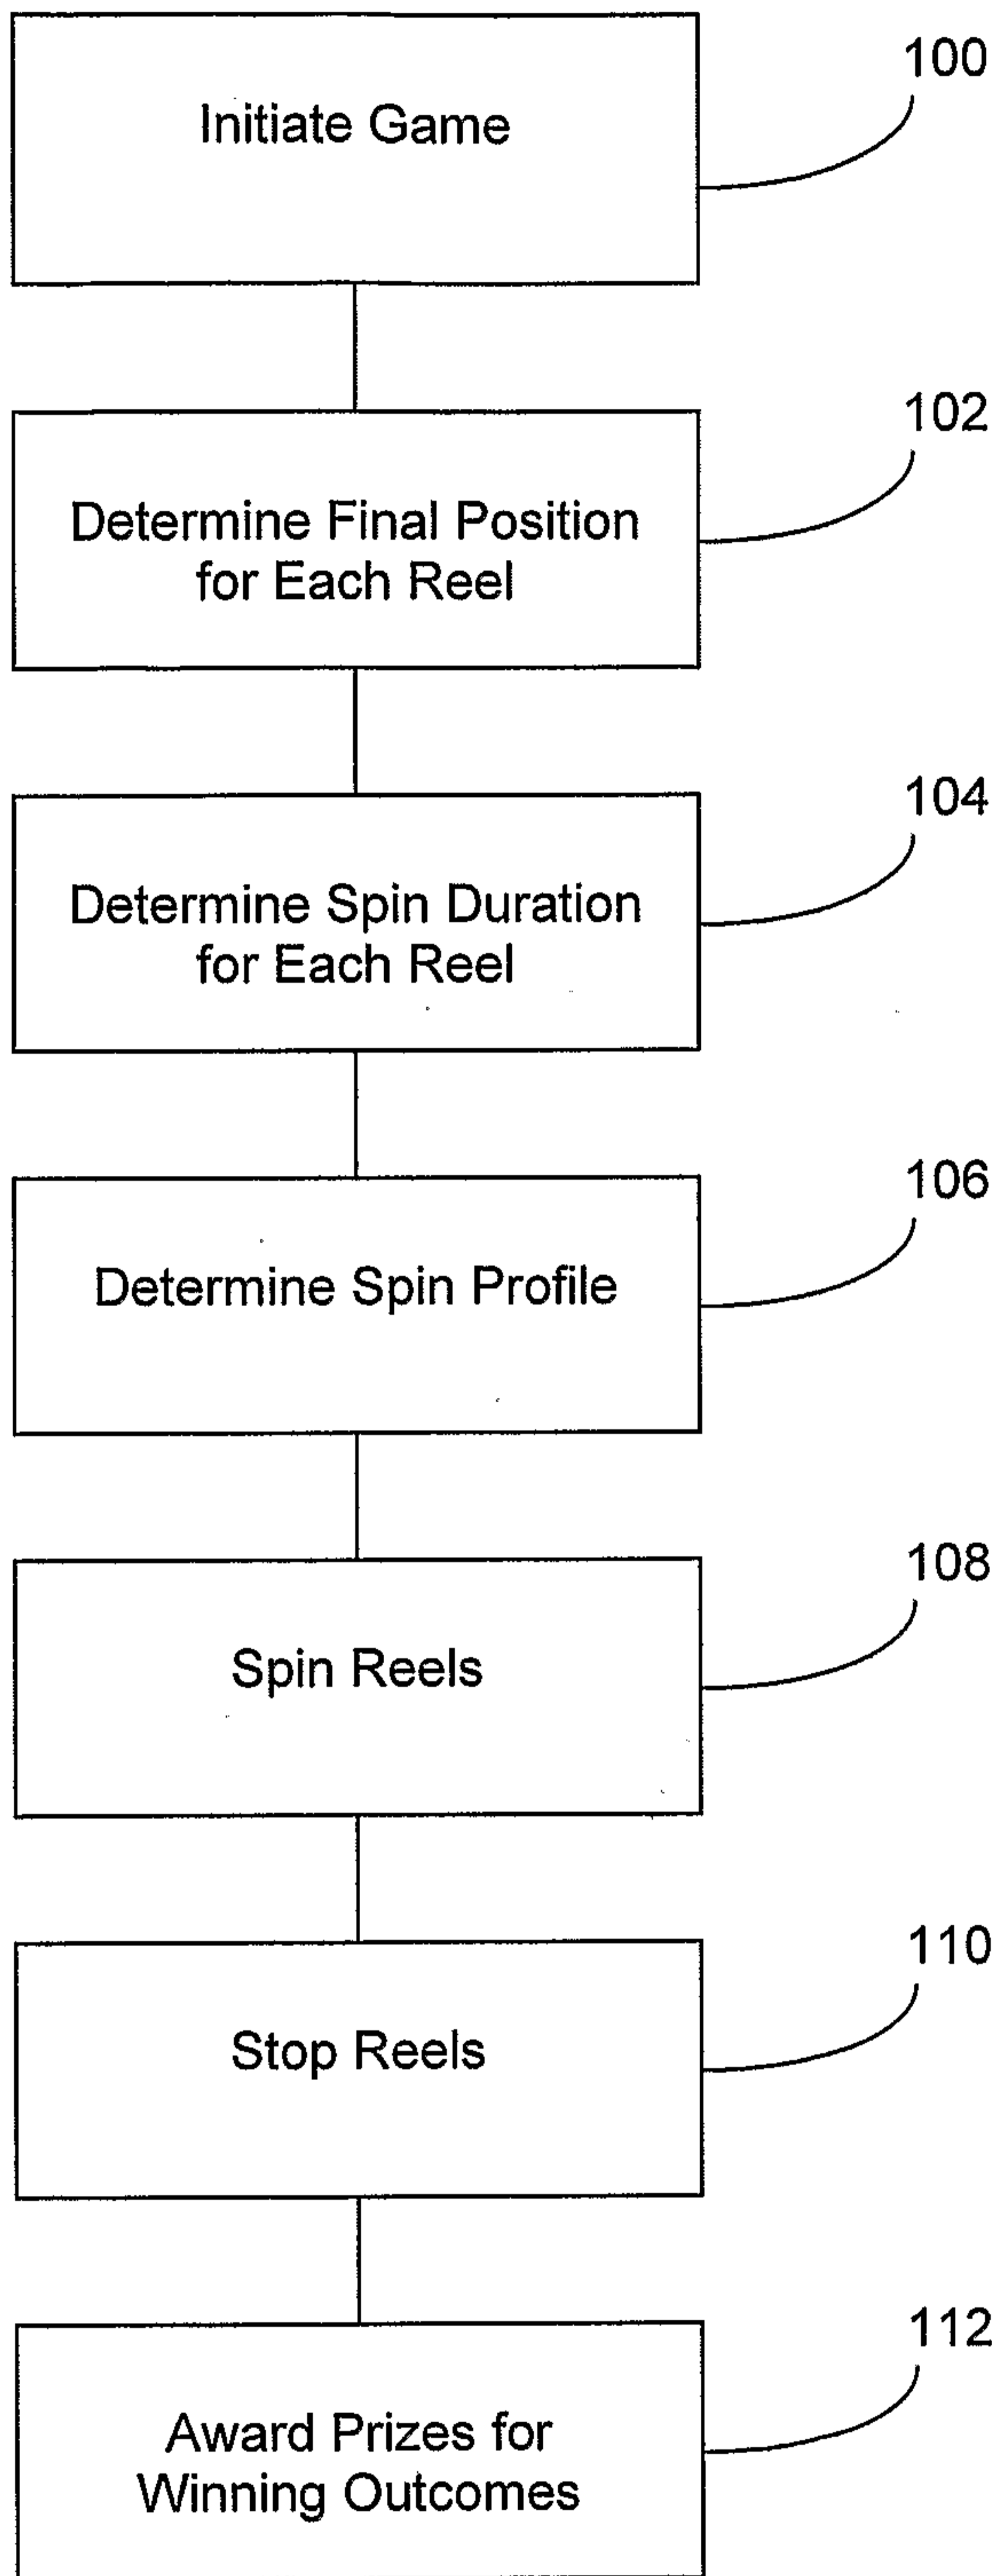 100
Initiate Game
102
Determine Final Position
for Each Reel
104
Determine Spin Duration
for Each Reel
106
Determine Spin Profile
108
Spin Reels
110
Stop Reels
112
Award Prizes for
Winning Outcomes